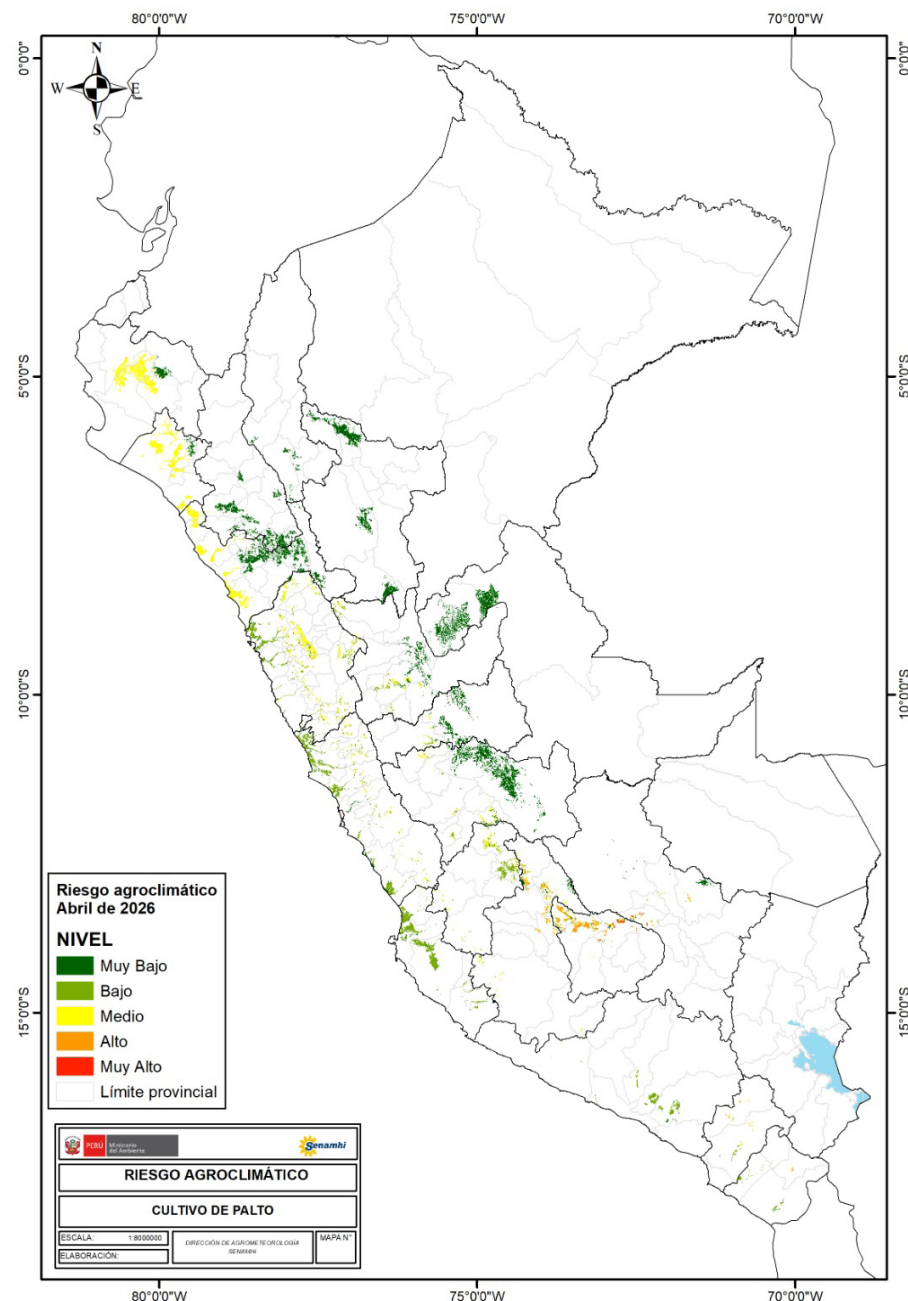 80°0'0"W 75°0'0"W 70°0'0"W
0°0'0" 0°0'0"
N
W E
S
5°0'0"S 5°0'0"S
10°0'0"S 10°0'0"S
15°0'0"S 15°0'0"S
Riesgo agroclimático
Abril de 2026
NIVEL
Muy Bajo
Bajo
Medio
Alto
Muy Alto
Límite provincial
PERÚ Ministerio
del Ambiente
Senamhi
RIESGO AGROCLIMÁTICO
CULTIVO DE PALTO
ESCALA: 1:8000000
DIRECCIÓN DE AGROMETEOROLOGÍA
SENAMHI
MAPA N°
ELABORACIÓN:
80°0'0"W 75°0'0"W 70°0'0"W